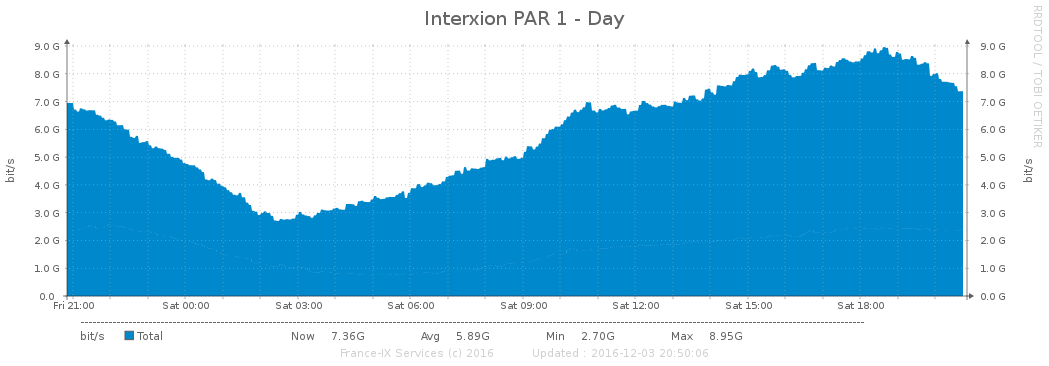 Interxion PAR 1 - Day
RRDTOOL / TOBI OETIKER
9.0 G 9.0 G
8.0 G 8.0 G
7.0 G 7.0 G
6.0 G 6.0 G
5.0 G 5.0 G
4.0 G 4.0 G
3.0 G 3.0 G
2.0 G 2.0 G
1.0 G 1.0 G
0.0 0.0 G
bit/s bit/s
Fri 21:00 Sat 00:00 Sat 03:00 Sat 06:00 Sat 09:00 Sat 12:00 Sat 15:00 Sat 18:00
bit/s Total Now 7.36G Avg 5.89G Min 2.70G Max 8.95G
France-IX Services (c) 2016 Updated : 2016-12-03 20:50:06